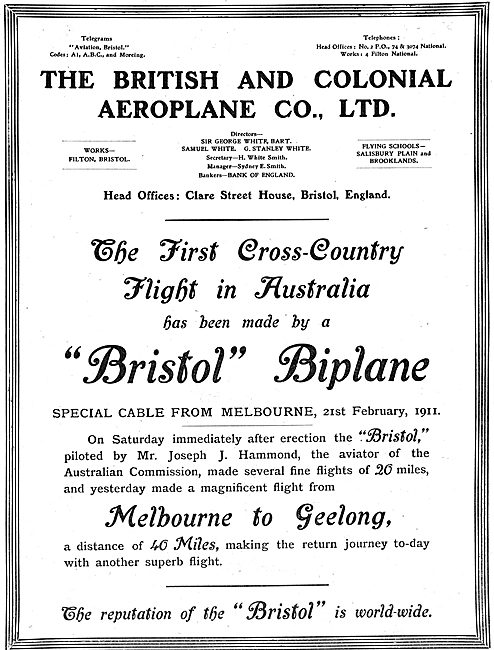 Telegrams
"Aviation, Bristol."
Codes: A1, A.B.C., and Moreing.
Telephones:
Head Offices: No. 2 P.O., 74 & 3074 National.
Works: 4 Filton National.
THE BRITISH AND COLONIAL
AEROPLANE CO., LTD.
WORKS—
FILTON, BRISTOL.
Directors—
SIR GEORGE WHITE, BART.
SAMUEL WHITE. G. STANLEY WHITE.
Secretary—H. White Smith.
Manager—Sydney E. Smith.
Bankers—BANK OF ENGLAND.
FLYING SCHOOLS—
SALISBURY PLAIN and
BROOKLANDS.
Head Offices: Clare Street House, Bristol, England.
The First Cross-Country
Flight in Australia
has been made by a
"Bristol" Biplane
SPECIAL CABLE FROM MELBOURNE, 21st February, 1911.
On Saturday immediately after erection the "Bristol,"
piloted by Mr. Joseph J. Hammond, the aviator of the
Australian Commission, made several fine flights of 20 miles,
and yesterday made a magnificent flight from
Melbourne to Geelong,
a distance of 46 Miles, making the return journey to-day
with another superb flight.
The reputation of the "Bristol" is world-wide.